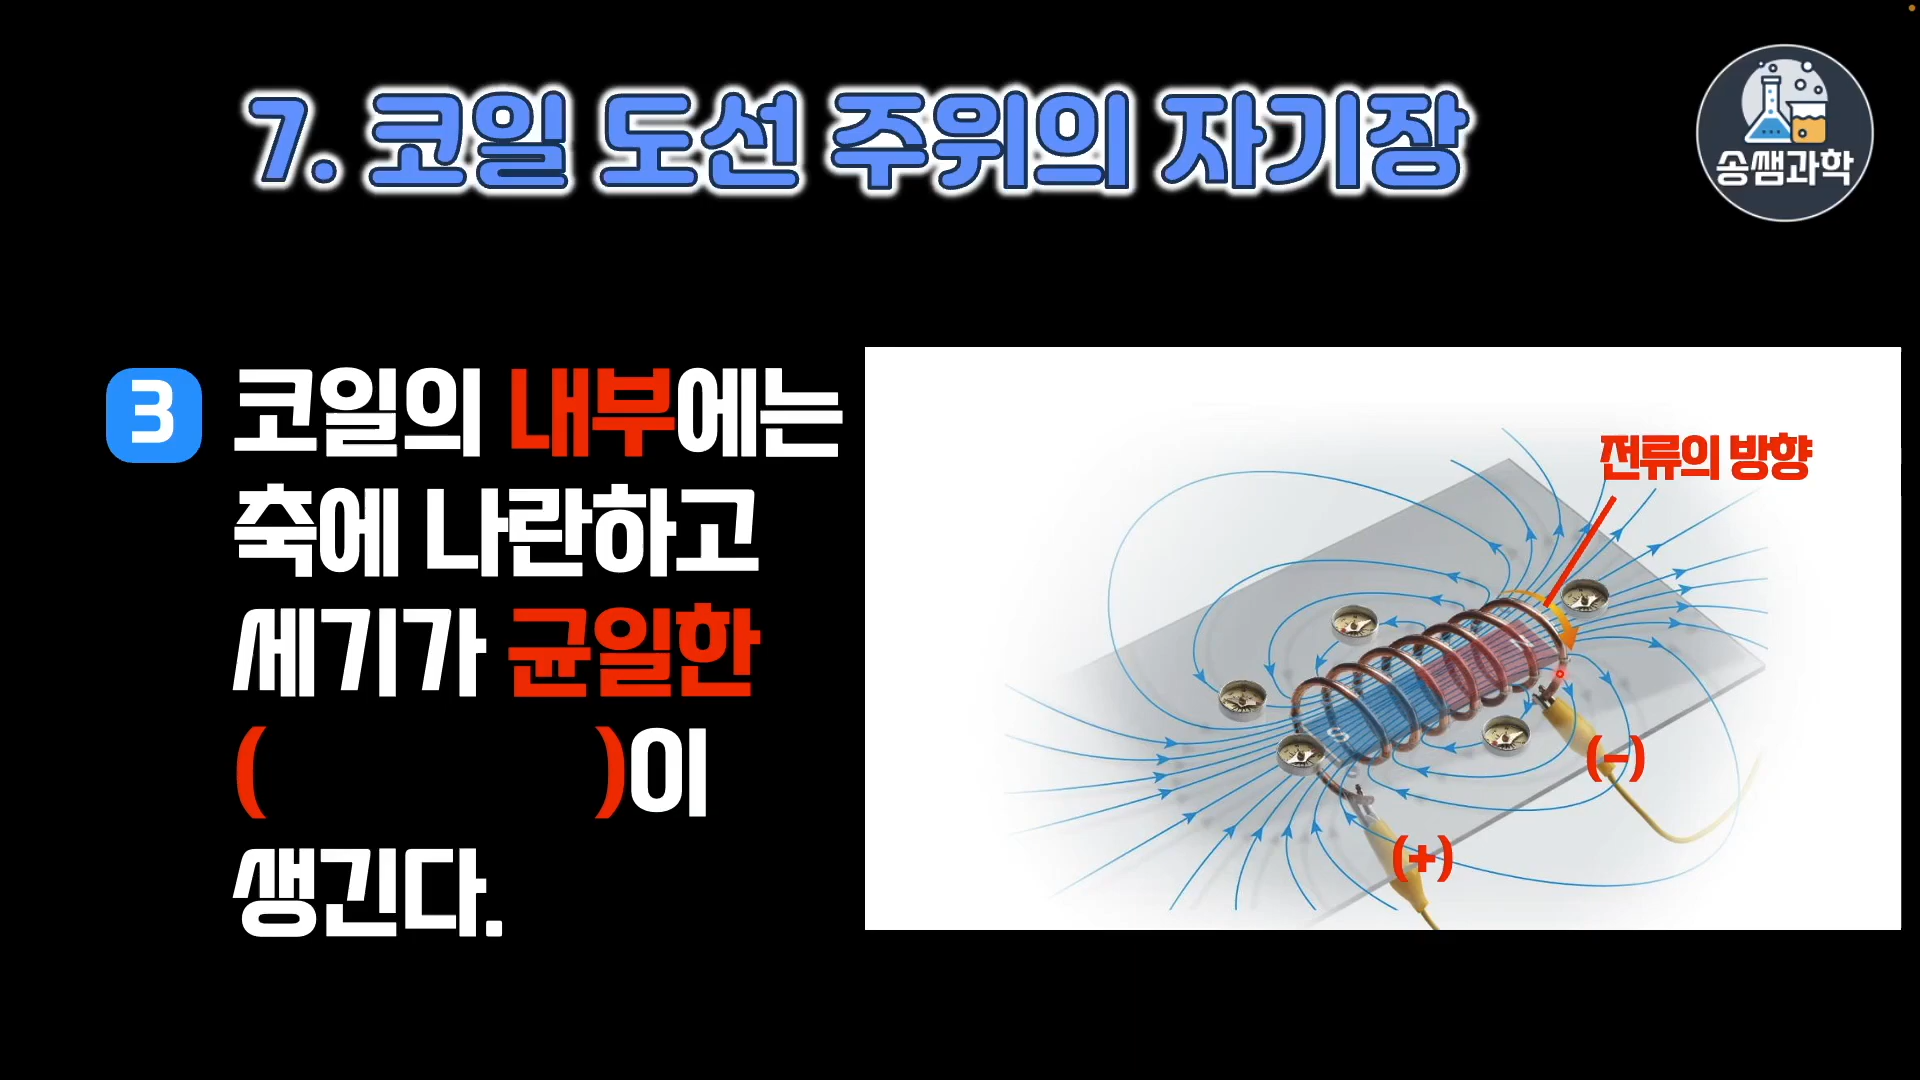 7. 코일 도선 주위의 자기장
송쌤과학
3 코일의 내부에는
축에 나란하고
세기가 균일한
( )이
생긴다.
전류의 방향
N
S
(-)
(+)